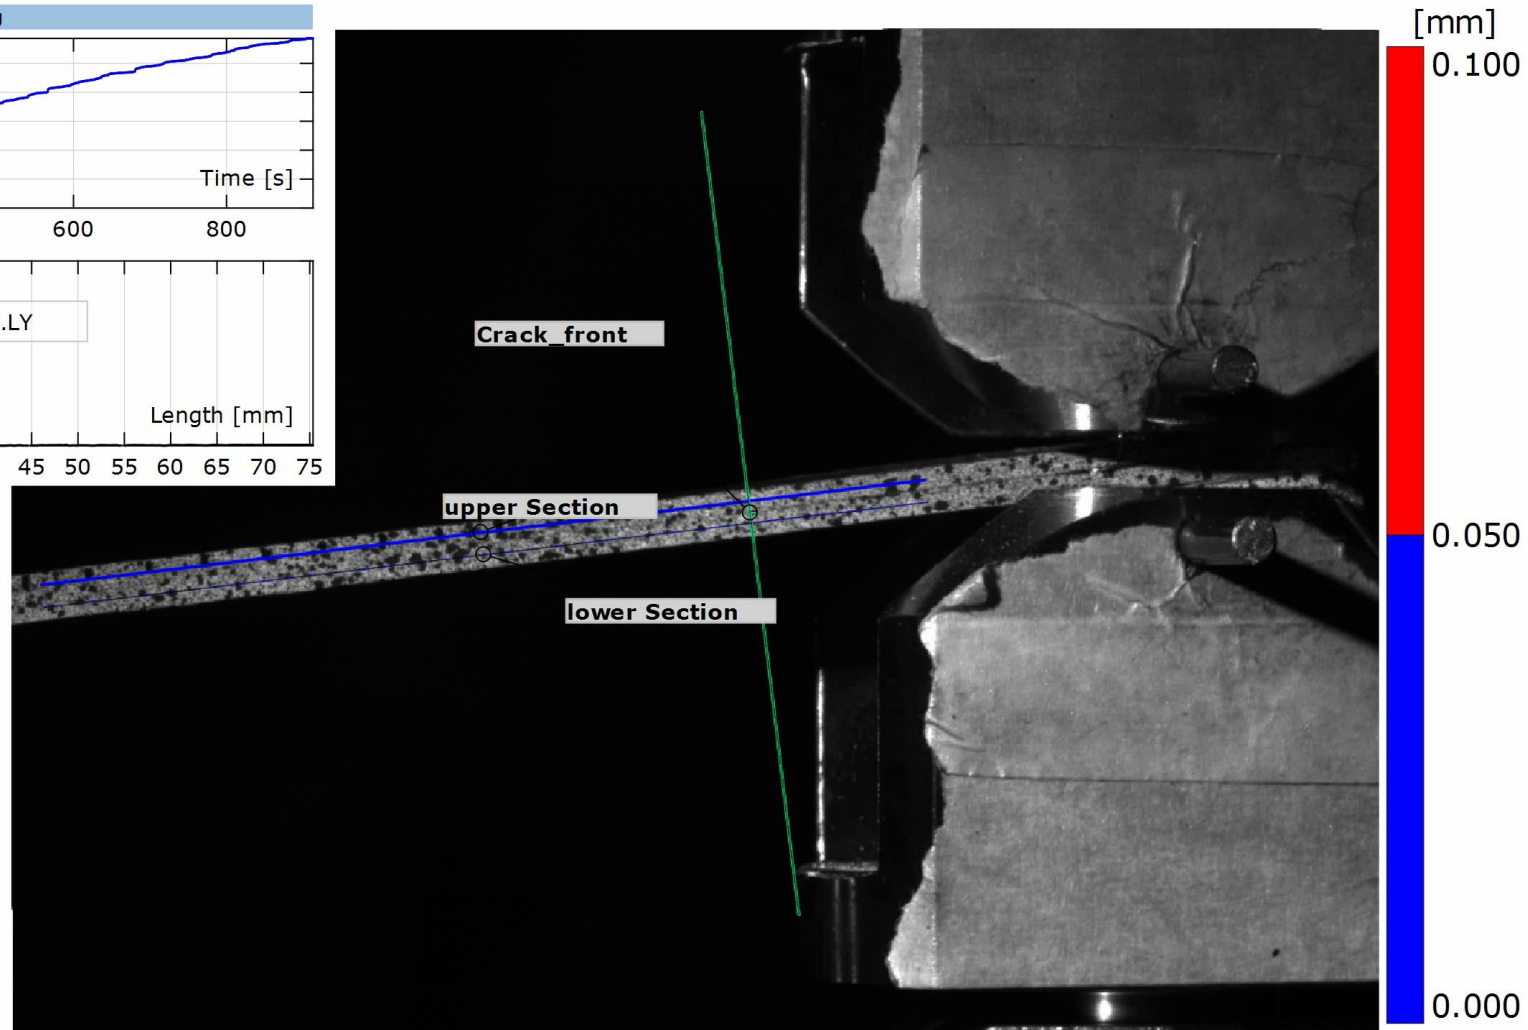 [mm]
0.100
Time [s]
600 800
.LY
Crack_front
Length [mm]
45 50 55 60 65 70 75
upper Section
0.050
lower Section
0.000